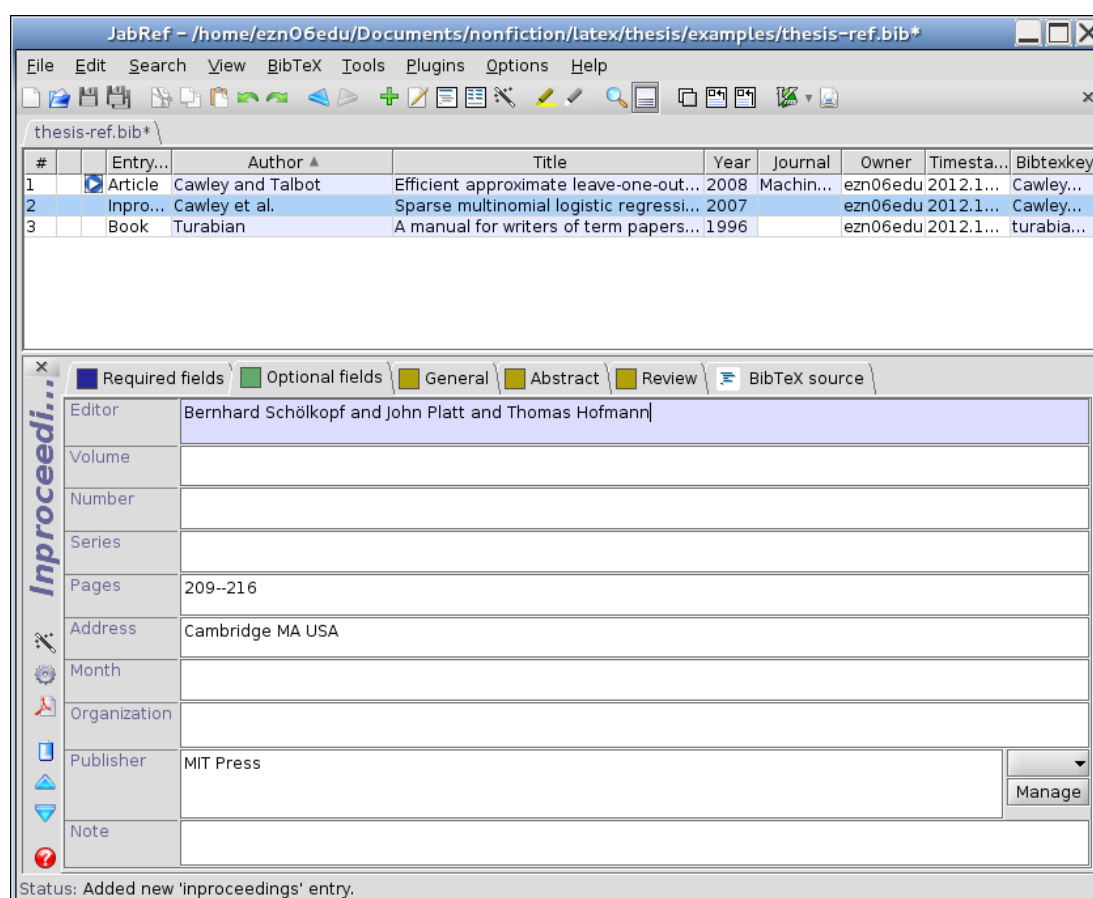 JabRef – /home/ezn06edu/Documents/nonfiction/latex/thesis/examples/thesis-ref.bib*
File Edit Search View BibTeX Tools Plugins Options Help
thesis-ref.bib*
# Entry... Author Title Year Journal Owner Timesta... Bibtexkey
1 Article Cawley and Talbot Efficient approximate leave-one-out... 2008 Machin... ezn06edu 2012.1... Cawley...
2 Inpro... Cawley et al. Sparse multinomial logistic regressi... 2007 ezn06edu 2012.1... Cawley...
3 Book Turabian A manual for writers of term papers... 1996 ezn06edu 2012.1... turabia...
Inproceedi...
Required fields Optional fields General Abstract Review BibTeX source
Editor Bernhard Schölkopf and John Platt and Thomas Hofmann
Volume
Number
Series
Pages 209--216
Address Cambridge MA USA
Month
Organization
Publisher MIT Press
Manage
Note
Status: Added new 'inproceedings' entry.